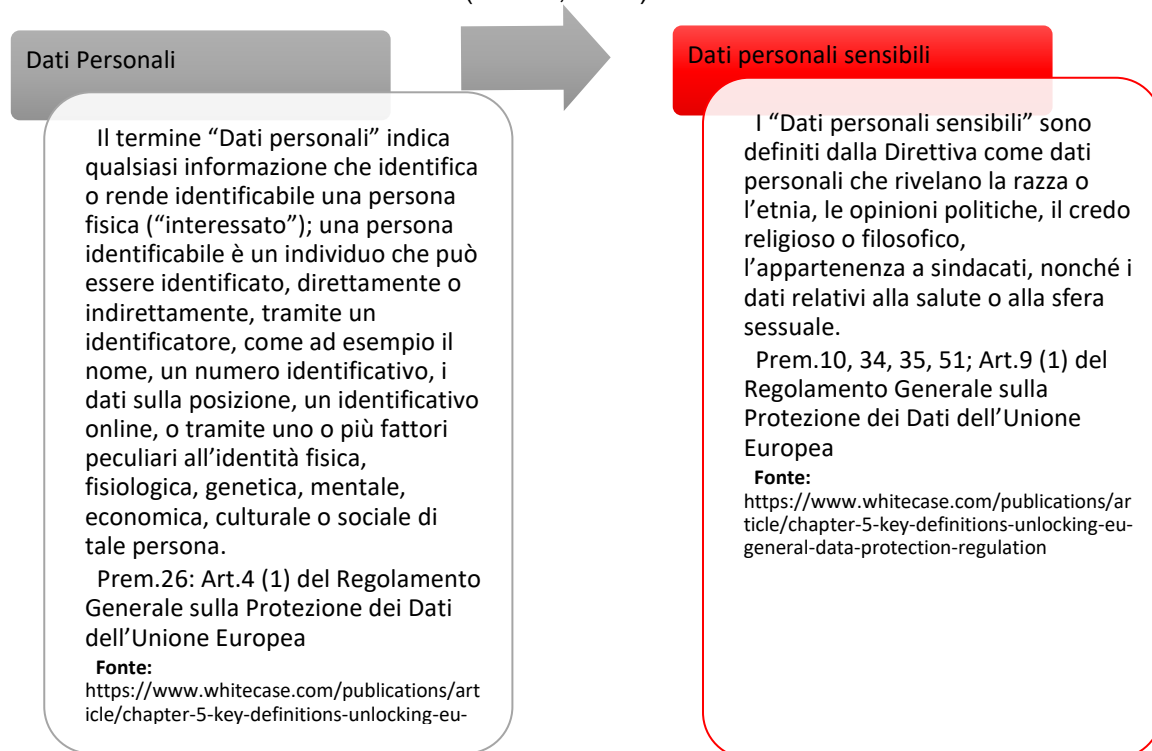 Dati Personali
Il termine “Dati personali” indica
qualsiasi informazione che identifica
o rende identificabile una persona
fisica (“interessato”); una persona
identificabile è un individuo che può
essere identificato, direttamente o
indirettamente, tramite un
identificatore, come ad esempio il
nome, un numero identificativo, i
dati sulla posizione, un identificativo
online, o tramite uno o più fattori
peculiari all’identità fisica,
fisiologica, genetica, mentale,
economica, culturale o sociale di
tale persona.
Prem.26: Art.4 (1) del Regolamento
Generale sulla Protezione dei Dati
dell’Unione Europea
Fonte:
https://www.whitecase.com/publications/art
icle/chapter-5-key-definitions-unlocking-eu-
Dati personali sensibili
I “Dati personali sensibili” sono
definiti dalla Direttiva come dati
personali che rivelano la razza o
l’etnia, le opinioni politiche, il credo
religioso o filosofico,
l’appartenenza a sindacati, nonché i
dati relativi alla salute o alla sfera
sessuale.
Prem.10, 34, 35, 51; Art.9 (1) del
Regolamento Generale sulla
Protezione dei Dati dell’Unione
Europea
Fonte:
https://www.whitecase.com/publications/ar
ticle/chapter-5-key-definitions-unlocking-eu-
general-data-protection-regulation